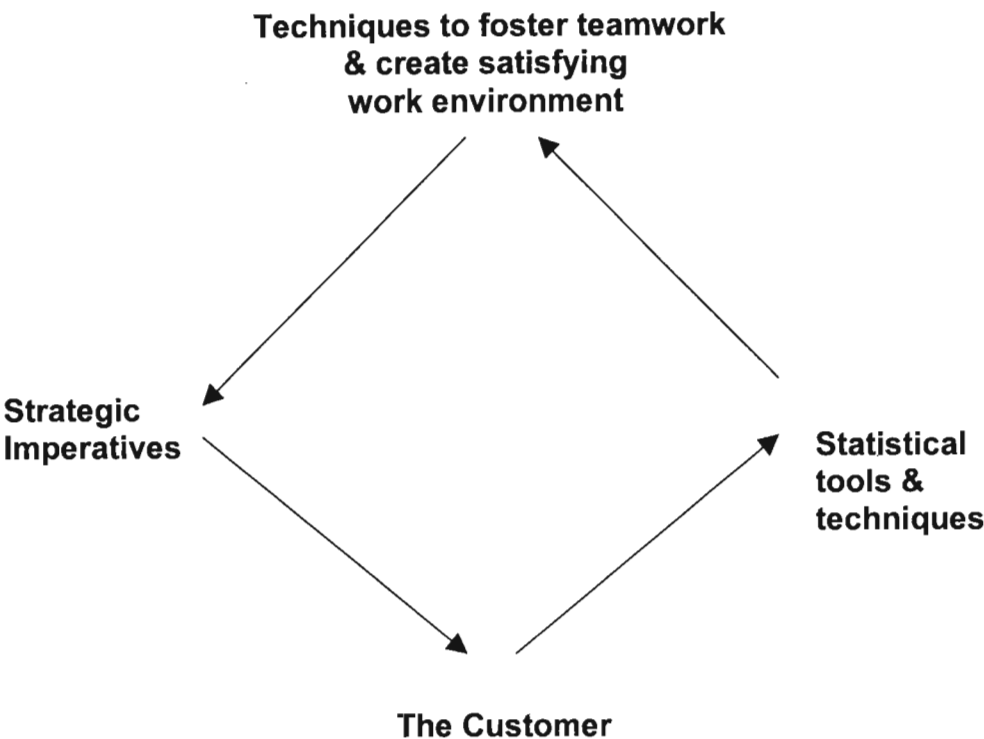 Techniques to foster teamwork
& create satisfying
work environment
Strategic
Imperatives
Statistical
tools &
techniques
The Customer